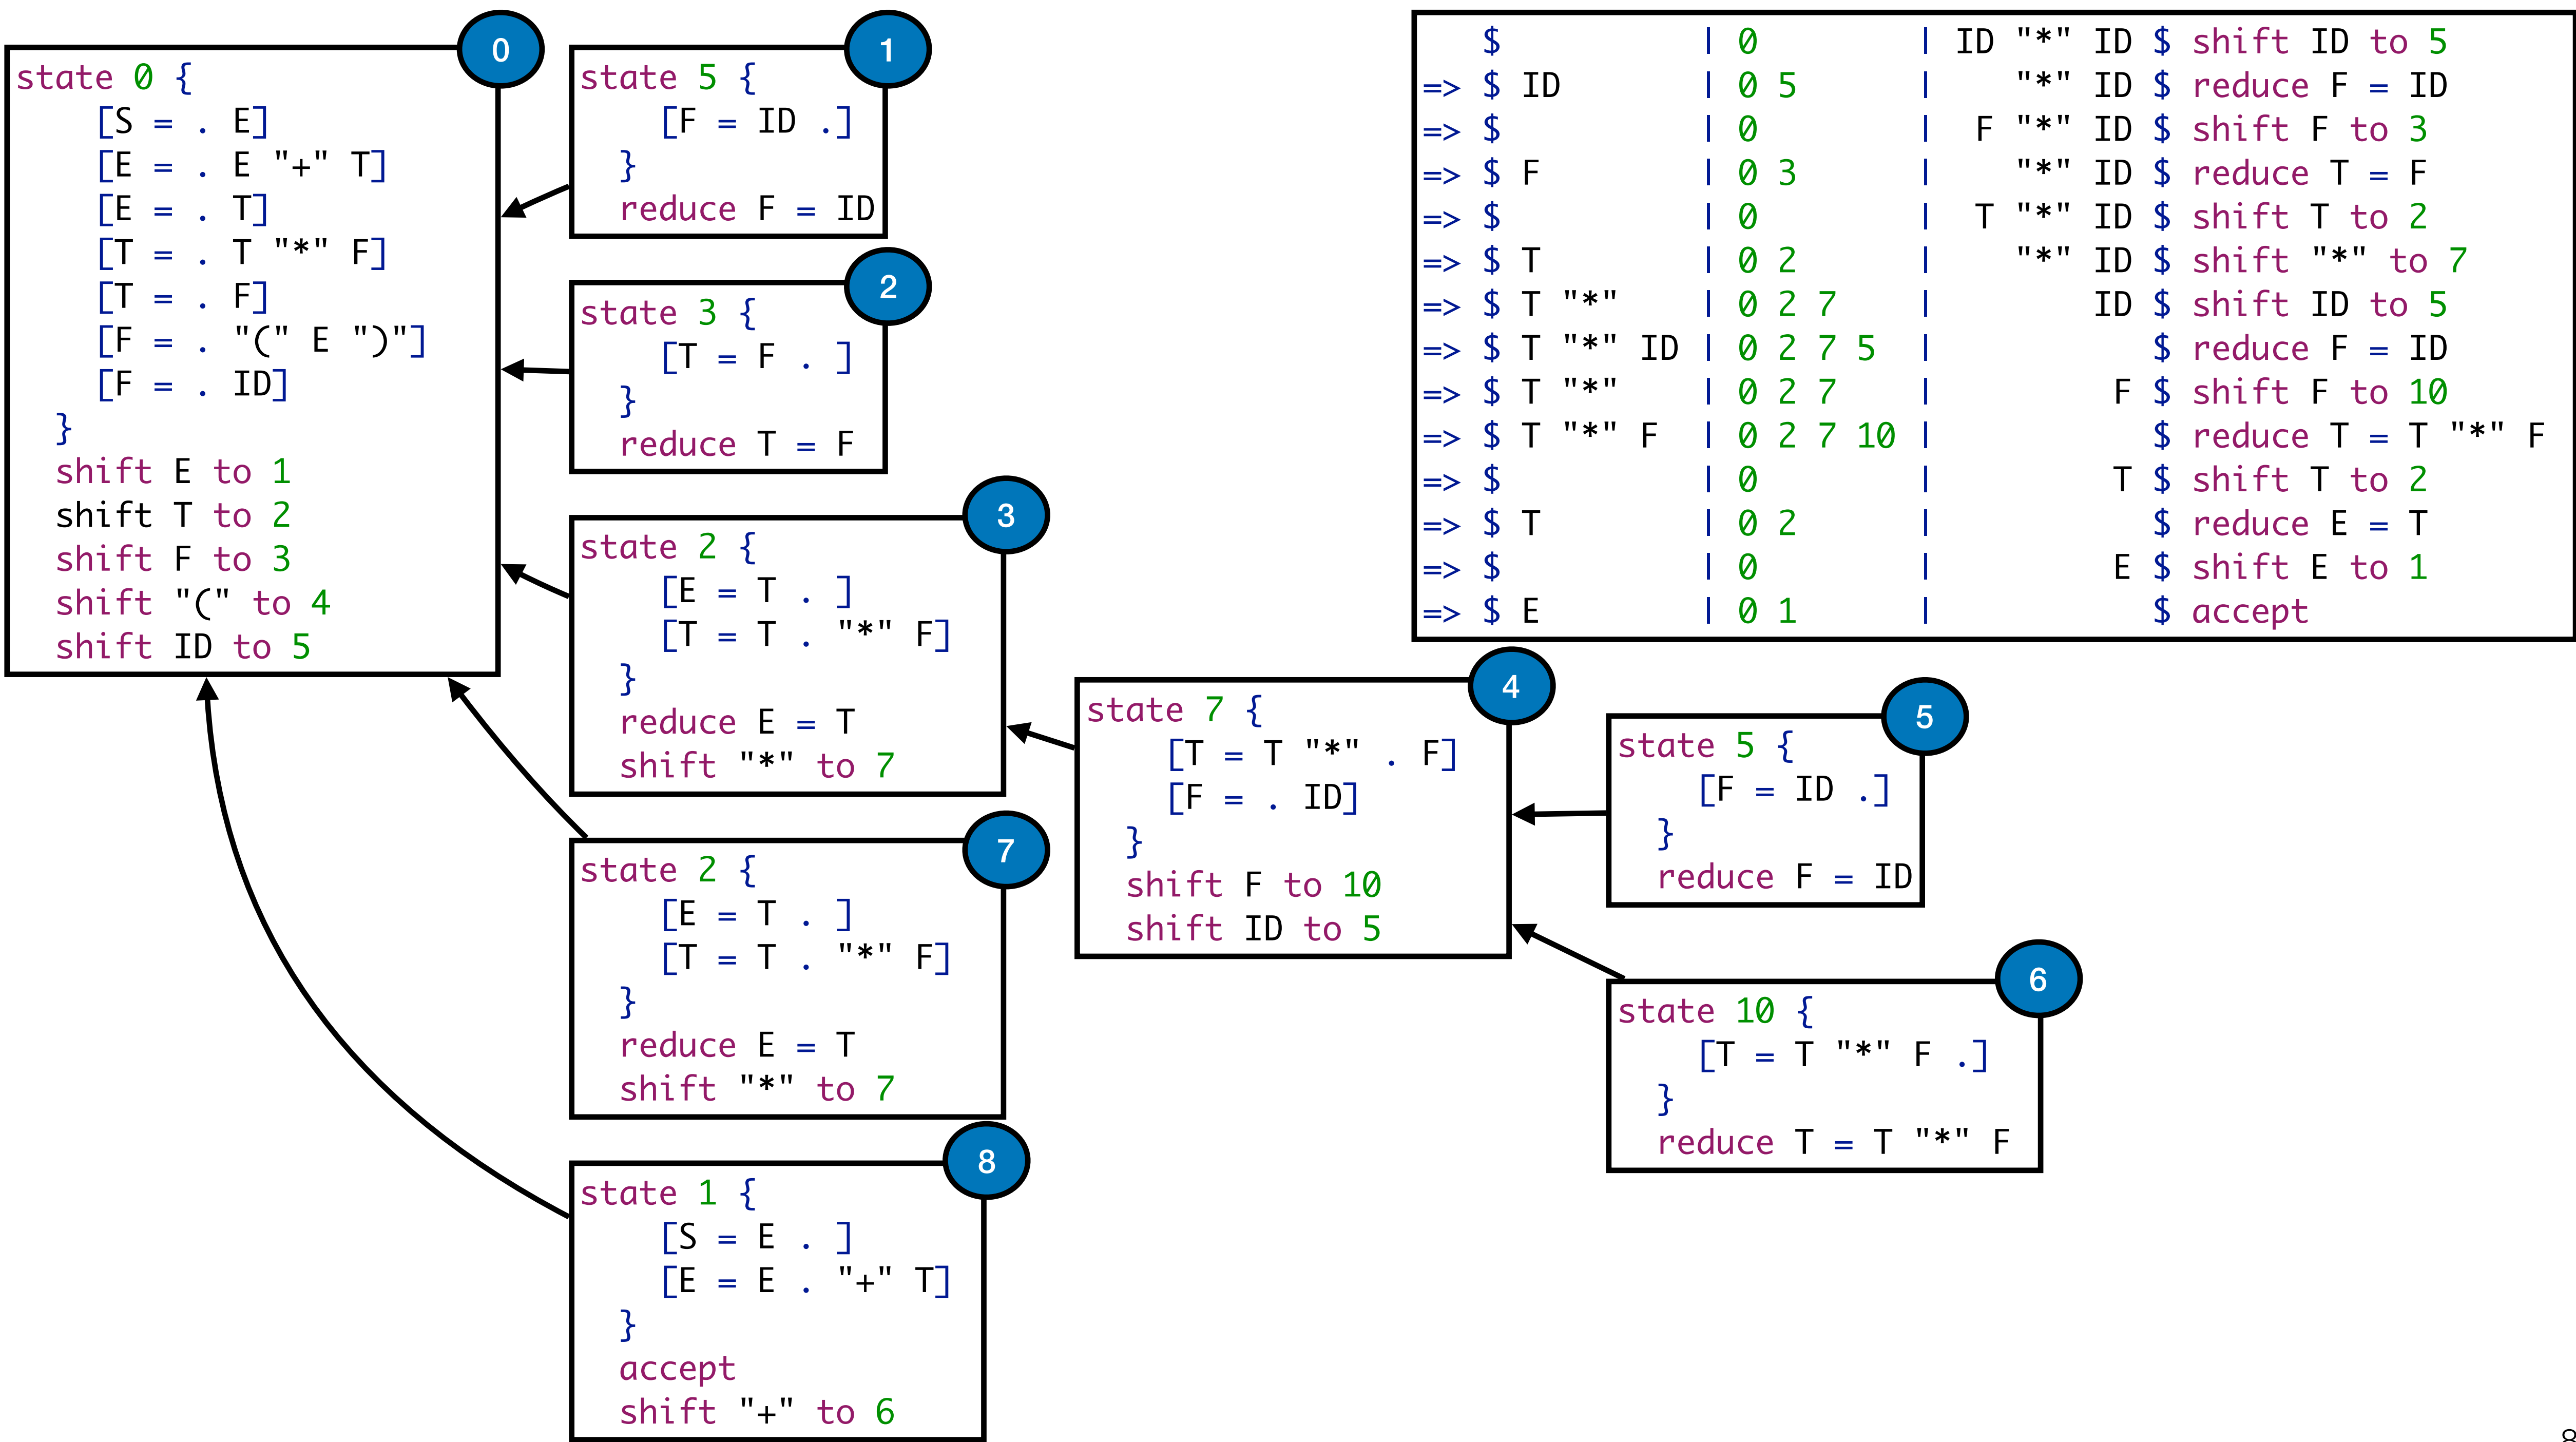 0
state 0 {
[S = . E]
[E = . E "+" T]
[E = . T]
[T = . T "*" F]
[T = . F]
[F = . "(" E ")"]
[F = . ID]
}
shift E to 1
shift T to 2
shift F to 3
shift "(" to 4
shift ID to 5
1
state 5 {
[F = ID .]
}
reduce F = ID
2
state 3 {
[T = F . ]
}
reduce T = F
3
state 2 {
[E = T . ]
[T = T . "*" F]
}
reduce E = T
shift "*" to 7
7
state 2 {
[E = T . ]
[T = T . "*" F]
}
reduce E = T
shift "*" to 7
8
state 1 {
[S = E . ]
[E = E . "+" T]
}
accept
shift "+" to 6
4
state 7 {
[T = T "*" . F]
[F = . ID]
}
shift F to 10
shift ID to 5
5
state 5 {
[F = ID .]
}
reduce F = ID
6
state 10 {
[T = T "*" F .]
}
reduce T = T "*" F
$ | 0 | ID "*" ID $ shift ID to 5
=> $ ID | 0 5 | "*" ID $ reduce F = ID
=> $ | 0 | F "*" ID $ shift F to 3
=> $ F | 0 3 | "*" ID $ reduce T = F
=> $ | 0 | T "*" ID $ shift T to 2
=> $ T | 0 2 | "*" ID $ shift "*" to 7
=> $ T "*" | 0 2 7 | ID $ shift ID to 5
=> $ T "*" ID | 0 2 7 5 | $ reduce F = ID
=> $ T "*" | 0 2 7 | F $ shift F to 10
=> $ T "*" F | 0 2 7 10 | $ reduce T = T "*" F
=> $ | 0 | T $ shift T to 2
=> $ T | 0 2 | $ reduce E = T
=> $ | 0 | E $ shift E to 1
=> $ E | 0 1 | $ accept